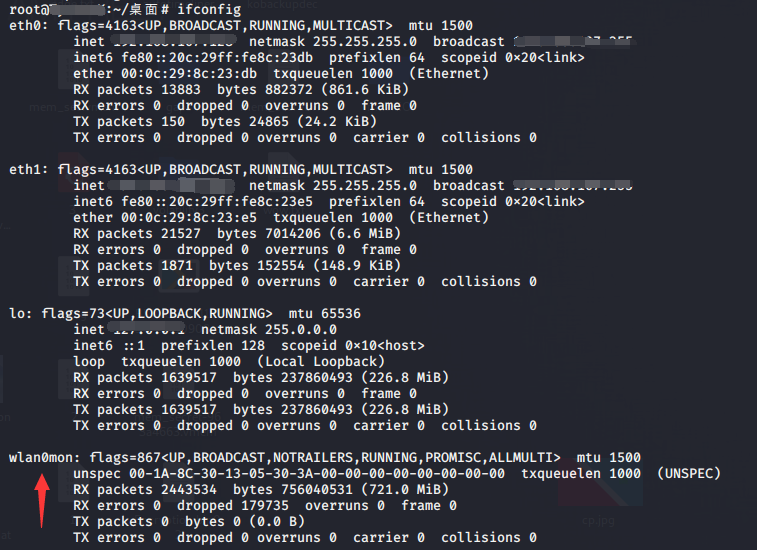 root@:~/桌面# ifconfig
eth0: flags=4163<UP,BROADCAST,RUNNING,MULTICAST>  mtu 1500
inet  netmask 255.255.255.0  broadcast
inet6 fe80::20c:29ff:fe8c:23db  prefixlen 64  scopeid 0×20<link>
ether 00:0c:29:8c:23:db  txqueuelen 1000  (Ethernet)
RX packets 13883  bytes 882372 (861.6 KiB)
RX errors 0  dropped 0  overruns 0  frame 0
TX packets 150  bytes 24865 (24.2 KiB)
TX errors 0  dropped 0 overruns 0  carrier 0  collisions 0
eth1: flags=4163<UP,BROADCAST,RUNNING,MULTICAST>  mtu 1500
inet  netmask 255.255.255.0  broadcast
inet6 fe80::20c:29ff:fe8c:23e5  prefixlen 64  scopeid 0×20<link>
ether 00:0c:29:8c:23:e5  txqueuelen 1000  (Ethernet)
RX packets 21527  bytes 7014206 (6.6 MiB)
RX errors 0  dropped 0  overruns 0  frame 0
TX packets 1871  bytes 152554 (148.9 KiB)
TX errors 0  dropped 0 overruns 0  carrier 0  collisions 0
lo: flags=73<UP,LOOPBACK,RUNNING>  mtu 65536
inet  netmask 255.0.0.0
inet6 ::1  prefixlen 128  scopeid 0×10<host>
loop  txqueuelen 1000  (Local Loopback)
RX packets 1639517  bytes 237860493 (226.8 MiB)
RX errors 0  dropped 0  overruns 0  frame 0
TX packets 1639517  bytes 237860493 (226.8 MiB)
TX errors 0  dropped 0 overruns 0  carrier 0  collisions 0
wlan0mon: flags=867<UP,BROADCAST,NOTRAILERS,RUNNING,PROMISC,ALLMULTI>  mtu 1500
unspec 00-1A-8C-30-13-05-30-3A-00-00-00-00-00-00-00-00  txqueuelen 1000  (UNSPEC)
RX packets 2443534  bytes 756040531 (721.0 MiB)
RX errors 0  dropped 179735  overruns 0  frame 0
TX packets 0  bytes 0 (0.0 B)
TX errors 0  dropped 0 overruns 0  carrier 0  collisions 0